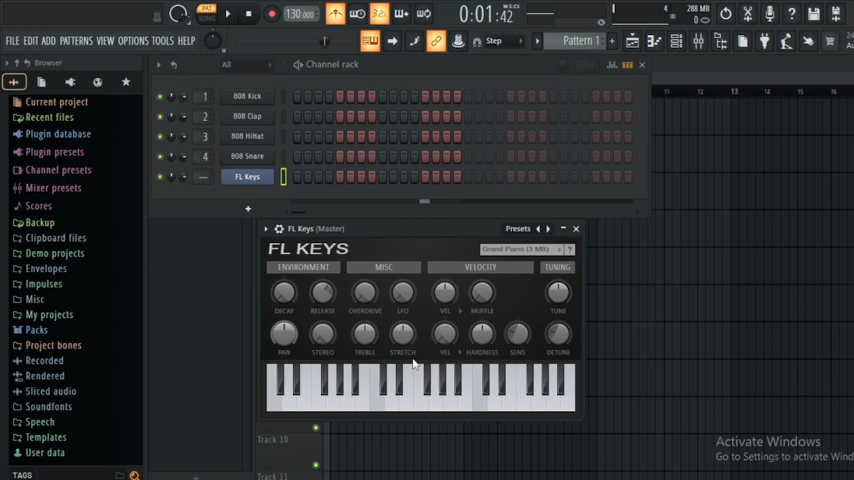 PAT
SONG
130.000
3.2.
0:01:42
M:S:CS
288 MB
0
FILE EDIT ADD PATTERNS VIEW OPTIONS TOOLS HELP
Step
Pattern 1
Browser
All
Channel rack
11 12 13 14 15 16
Current project
Recent files
Plugin database
Plugin presets
Channel presets
Mixer presets
Scores
Backup
Clipboard files
Demo projects
Envelopes
Impulses
Misc
My projects
Packs
Project bones
Recorded
Rendered
Sliced audio
Soundfonts
Speech
Templates
User data
TAGS
1 808 Kick
2 808 Clap
3 808 HiHat
4 808 Snare
--- FL Keys
FL Keys (Master)
Presets
FL KEYS
Grand Piano (3 MB)
?
ENVIRONMENT MISC VELOCITY TUNING
DECAY RELEASE OVERDRIVE LFO VEL MUFFLE TUNE
PAN STEREO TREBLE STRETCH VEL HARDNESS SENS DETUNE
Track 10
Track 11
Activate Windows
Go to Settings to activate Wind